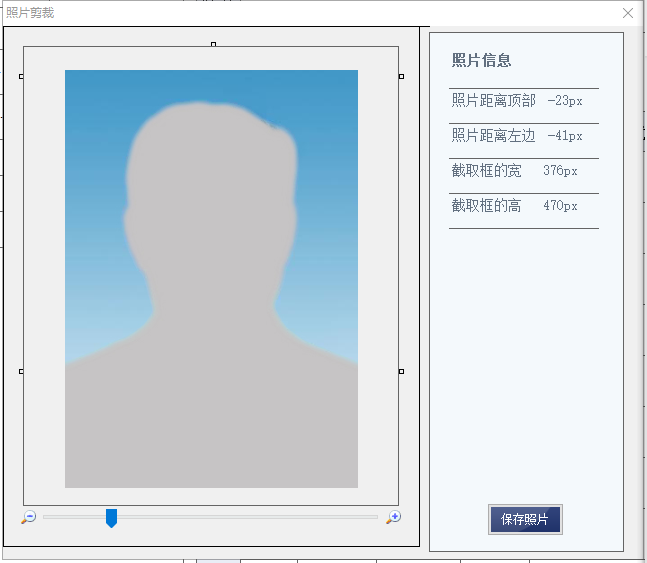 照片剪裁
照片信息
照片距离顶部 -23px
照片距离左边 -41px
截取框的宽 376px
截取框的高 470px
保存照片